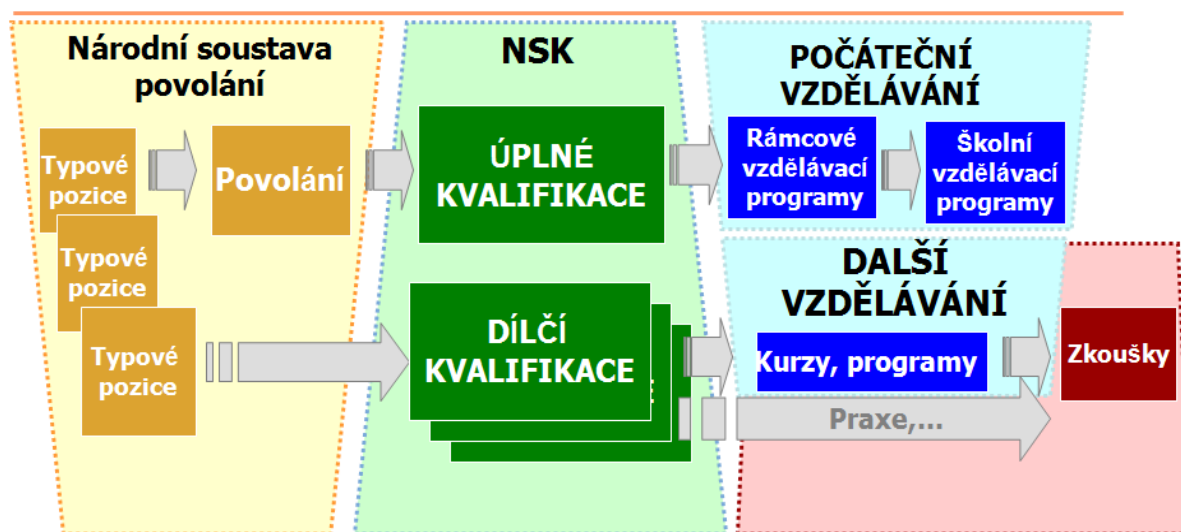 Národní soustava
povolání
Typové
pozice
Povolání
Typové
pozice
Typové
pozice
NSK
ÚPLNÉ
KVALIFIKACE
DÍLČÍ
KVALIFIKACE
POČÁTEČNÍ
VZDĚLÁVÁNÍ
Rámcové
vzdělávací
programy
Školní
vzdělávací
programy
DALŠÍ
VZDĚLÁVÁNÍ
Kurzy, programy
Zkoušky
Praxe,...